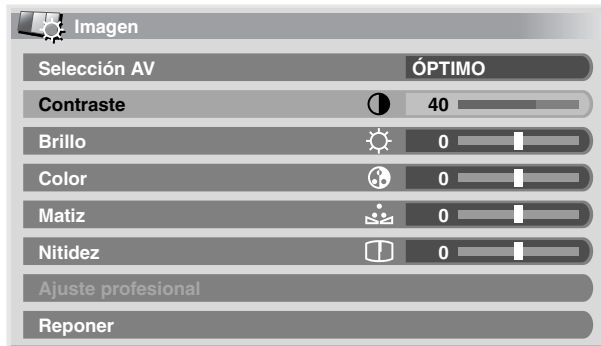 Imagen
Selección AV ÓPTIMO
Contraste 40
Brillo 0
Color 0
Matiz 0
Nitidez 0
Ajuste profesional
Reponer